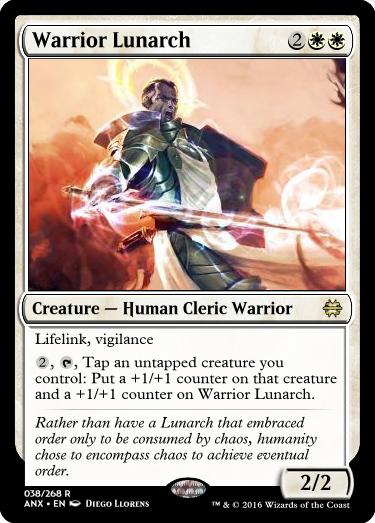 Warrior Lunarch 2
Creature — Human Cleric Warrior
Lifelink, vigilance
2, , Tap an untapped creature you
control: Put a +1/+1 counter on that creature
and a +1/+1 counter on Warrior Lunarch.
Rather than have a Lunarch that embraced
order only to be consumed by chaos, humanity
chose to encompass chaos to achieve eventual
order.
2/2
038/268 R
ANX • EN DIEGO LLORENS ™ & © 2016 Wizards of the Coast